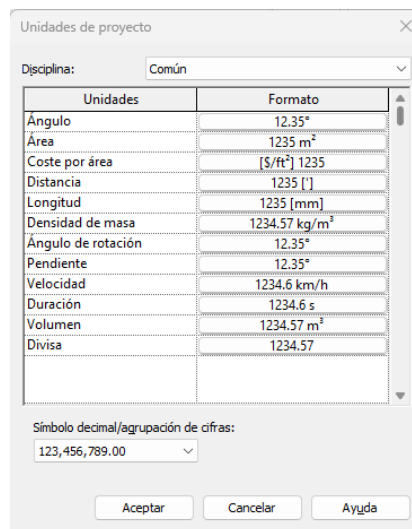 Unidades de proyecto
Disciplina: Común
Unidades Formato
Ángulo 12.35°
Área 1235 m²
Coste por área [$/ft²] 1235
Distancia 1235 [']
Longitud 1235 [mm]
Densidad de masa 1234.57 kg/m³
Ángulo de rotación 12.35°
Pendiente 12.35°
Velocidad 1234.6 km/h
Duración 1234.6 s
Volumen 1234.57 m³
Divisa 1234.57
Símbolo decimal/agrupación de cifras:
123,456,789.00
Aceptar Cancelar Ayuda